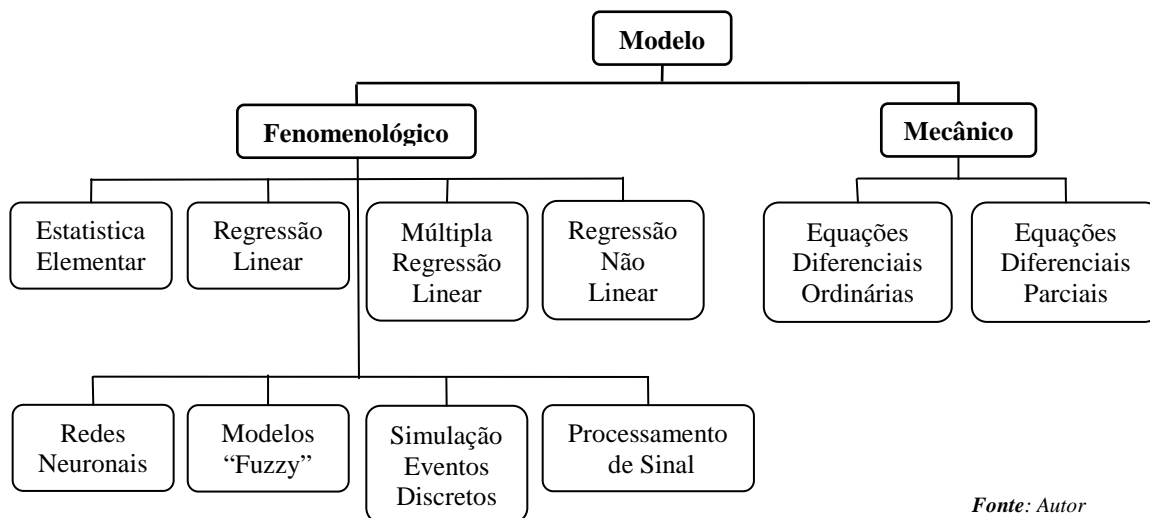 Modelo
Fenomenológico
Mecânico
Estatistica
Elementar
Regressão
Linear
Múltipla
Regressão
Linear
Regressão
Não
Linear
Equações
Diferenciais
Ordinárias
Equações
Diferenciais
Parciais
Redes
Neuronais
Modelos
“Fuzzy”
Simulação
Eventos
Discretos
Processamento
de Sinal
Fonte: Autor